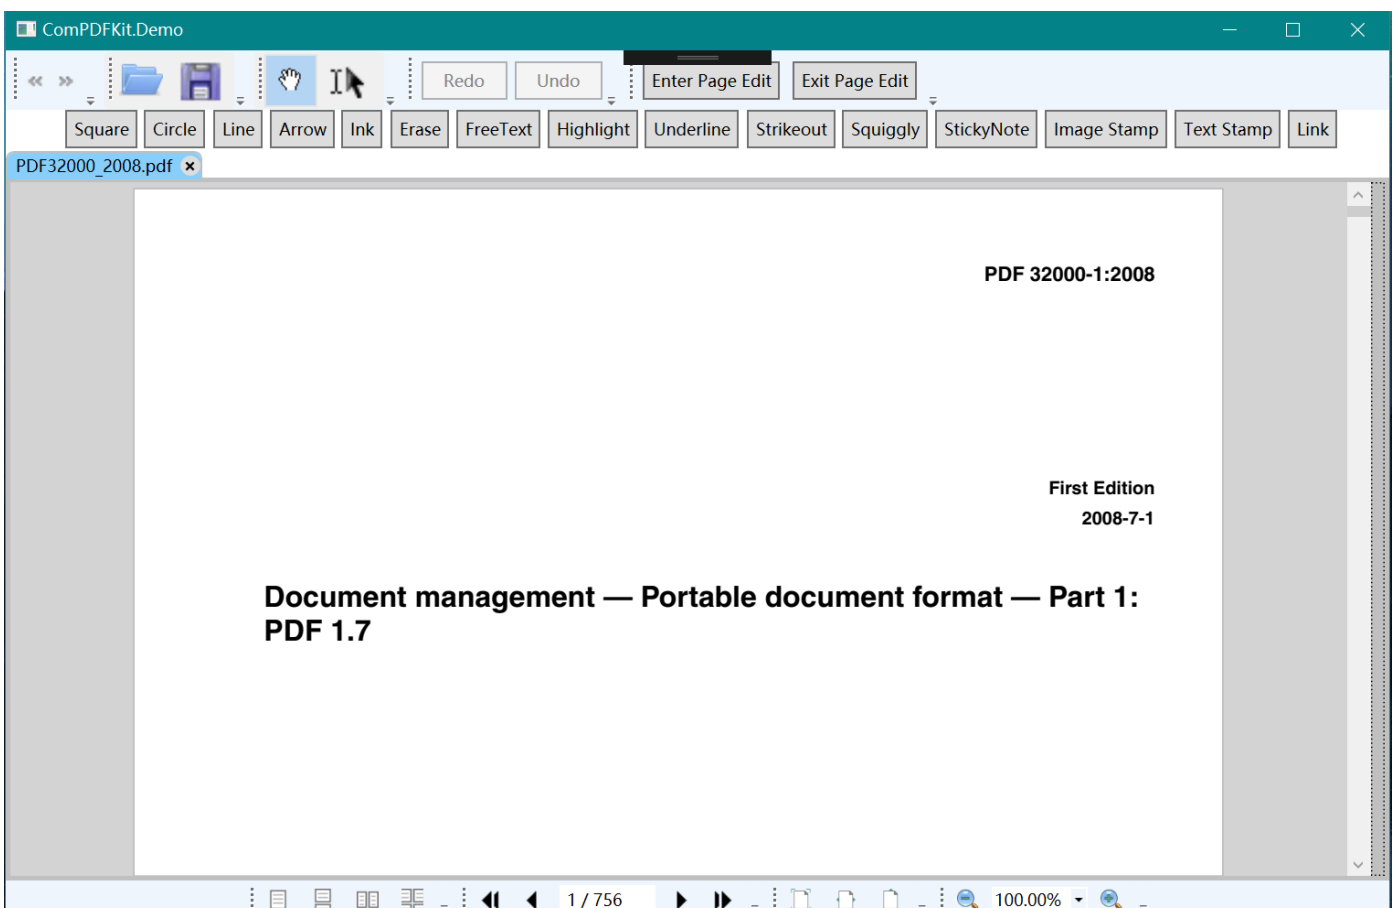 ComPDFKit.Demo
Redo Undo Enter Page Edit Exit Page Edit
Square Circle Line Arrow Ink Erase FreeText Highlight Underline Strikeout Squiggly StickyNote Image Stamp Text Stamp Link
PDF32000_2008.pdf
PDF 32000-1:2008
First Edition
2008-7-1
Document management — Portable document format — Part 1:
PDF 1.7
1 / 756 100.00%